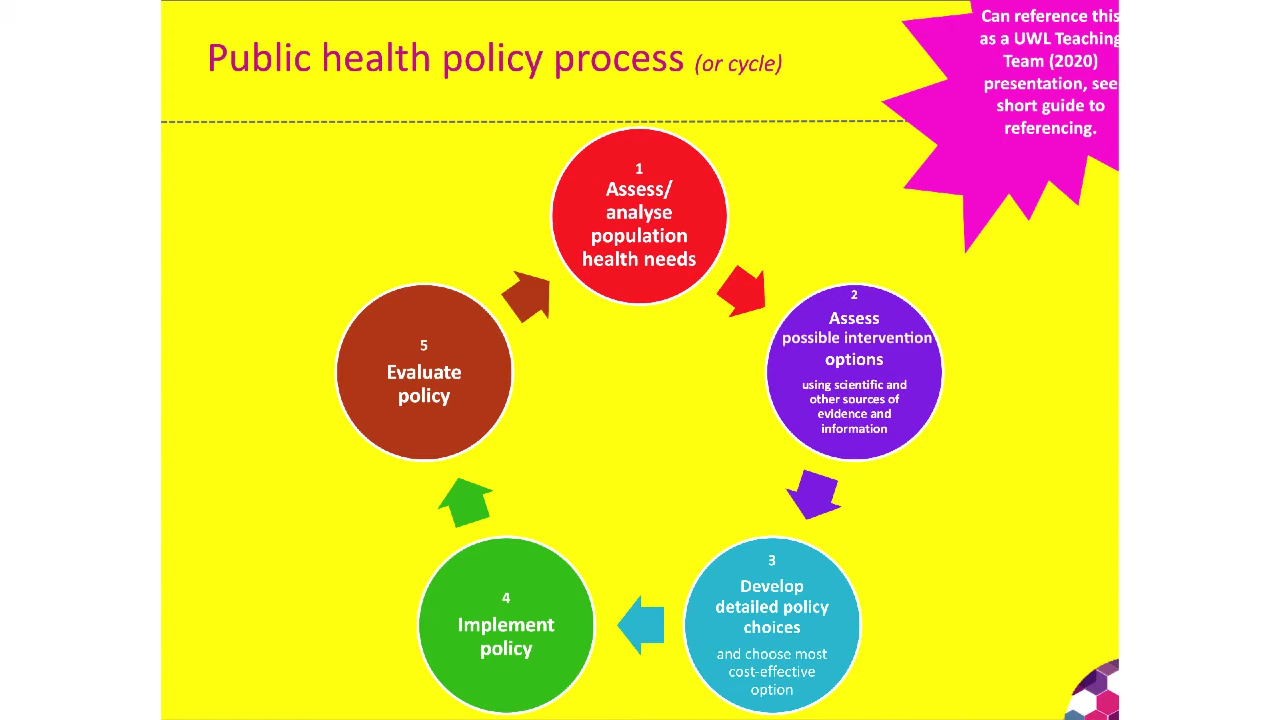 Public health policy process (or cycle)
Can reference this
as a UWL Teaching
Team (2020)
presentation, see
short guide to
referencing.
1
Assess/
analyse
population
health needs
2
Assess
possible intervention
options
using scientific and
other sources of
evidence and
information
3
Develop
detailed policy
choices
and choose most
cost-effective
option
4
Implement
policy
5
Evaluate
policy